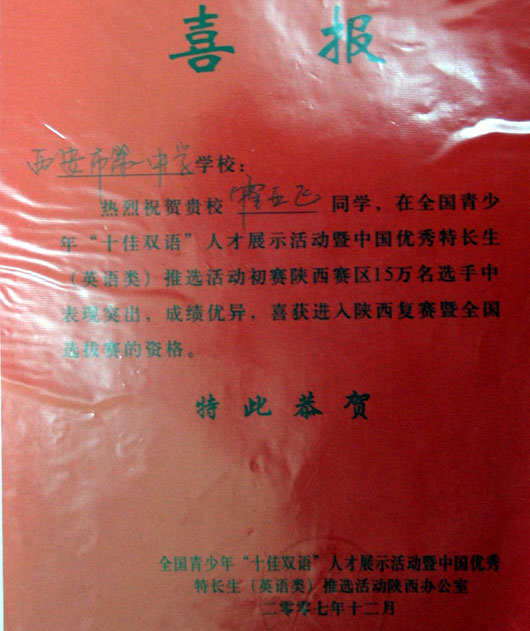 喜报
西安市第一中学学校：
热烈祝贺贵校 亚飞 同学，在全国青少
年“十佳双语”人才展示活动暨中国优秀特长生
（英语类）推选活动初赛陕西赛区15万名选手中
表现突出，成绩优异，喜获进入陕西复赛暨全国
选拔赛的资格。
特此恭贺
全国青少年“十佳双语”人才展示活动暨中国优秀
特长生（英语类）推选活动陕西办公室
二零零七年十二月